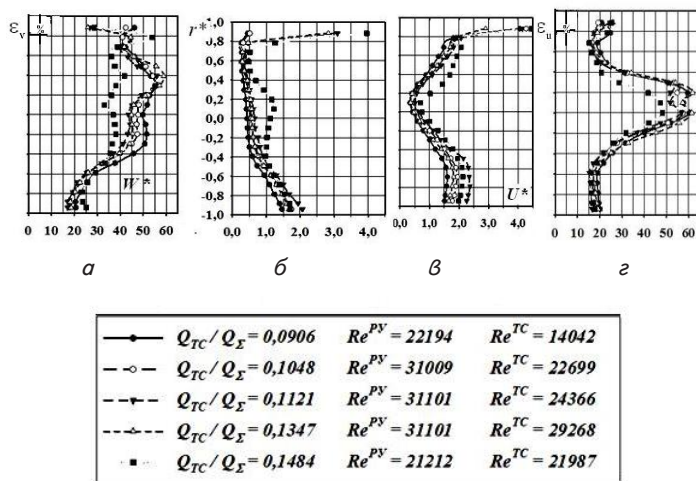 ε_v % r* ε_u %
1,0
0,8
0,6
0,4
0,2
0,0
-0,2
-0,4
-0,6
-0,8
-1,0
W* U*
0 10 20 30 40 50 60 0,0 1,0 2,0 3,0 4,0 0,0 1,0 2,0 3,0 4,0 0 10 20 30 40 50 60
а б в г
Q_TC / Q_Σ = 0,0906 Re^РУ = 22194 Re^TC = 14042
Q_TC / Q_Σ = 0,1048 Re^РУ = 31009 Re^TC = 22699
Q_TC / Q_Σ = 0,1121 Re^РУ = 31101 Re^TC = 24366
Q_TC / Q_Σ = 0,1347 Re^РУ = 31101 Re^TC = 29268
Q_TC / Q_Σ = 0,1484 Re^РУ = 21212 Re^TC = 21987